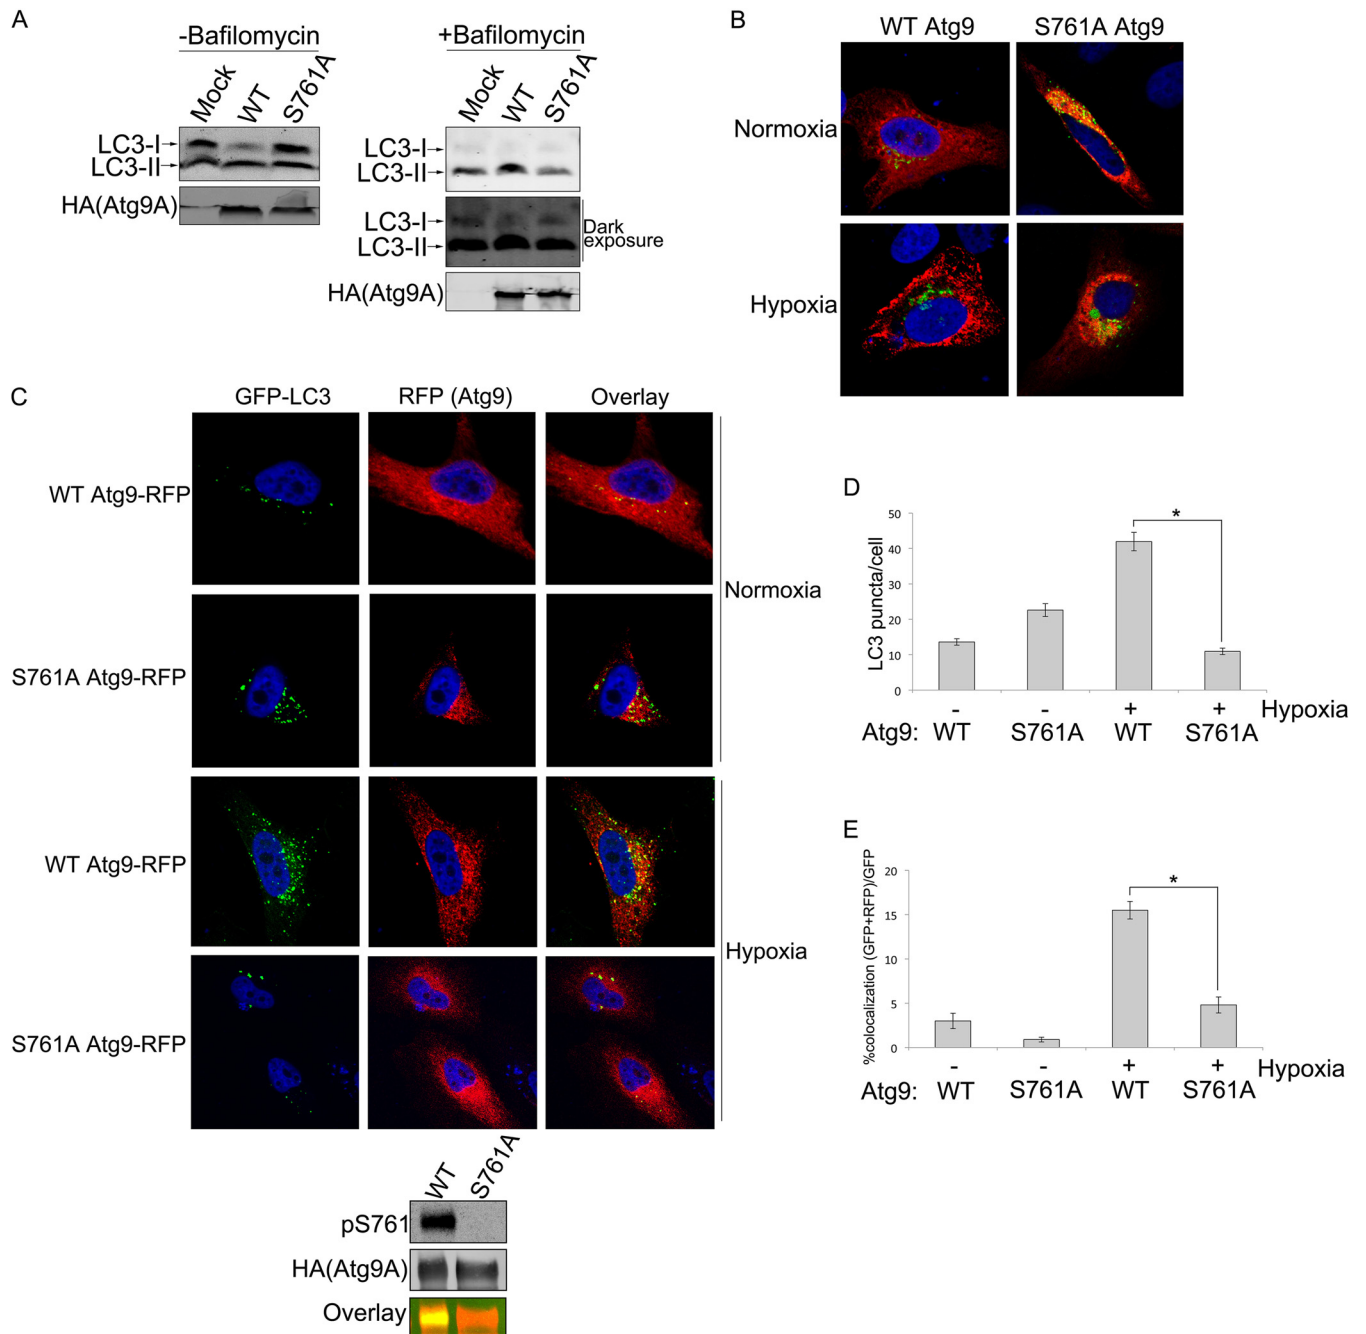 A
-Bafilomycin
Mock
WT
S761A
LC3-I
LC3-II
HA(Atg9A)
+Bafilomycin
Mock
WT
S761A
LC3-I
LC3-II
LC3-I
LC3-II
Dark
exposure
HA(Atg9A)
B
WT Atg9
S761A Atg9
Normoxia
Hypoxia
C
GFP-LC3
RFP (Atg9)
Overlay
WT Atg9-RFP
S761A Atg9-RFP
Normoxia
WT Atg9-RFP
S761A Atg9-RFP
Hypoxia
WT
S761A
pS761
HA(Atg9A)
Overlay
D
LC3 puncta/cell
50
40
30
20
10
0
*
- - + + Hypoxia
Atg9: WT S761A WT S761A
E
%colocalization (GFP+RFP)/GFP
20
15
10
5
0
*
- - + + Hypoxia
Atg9: WT S761A WT S761A